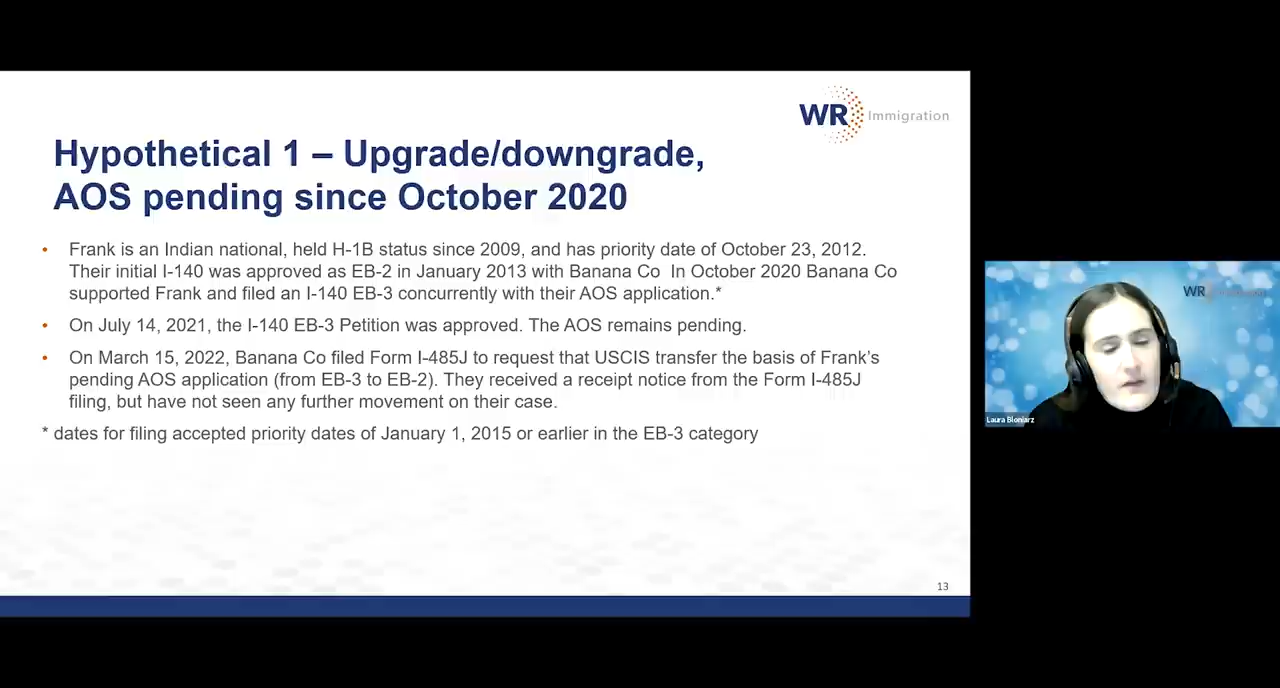 WR Immigration
Hypothetical 1 – Upgrade/downgrade,
AOS pending since October 2020
• Frank is an Indian national, held H-1B status since 2009, and has priority date of October 23, 2012.
Their initial I-140 was approved as EB-2 in January 2013 with Banana Co In October 2020 Banana Co
supported Frank and filed an I-140 EB-3 concurrently with their AOS application.*
• On July 14, 2021, the I-140 EB-3 Petition was approved. The AOS remains pending.
• On March 15, 2022, Banana Co filed Form I-485J to request that USCIS transfer the basis of Frank's
pending AOS application (from EB-3 to EB-2). They received a receipt notice from the Form I-485J
filing, but have not seen any further movement on their case.
* dates for filing accepted priority dates of January 1, 2015 or earlier in the EB-3 category
13
WR
Laura Bloniarz